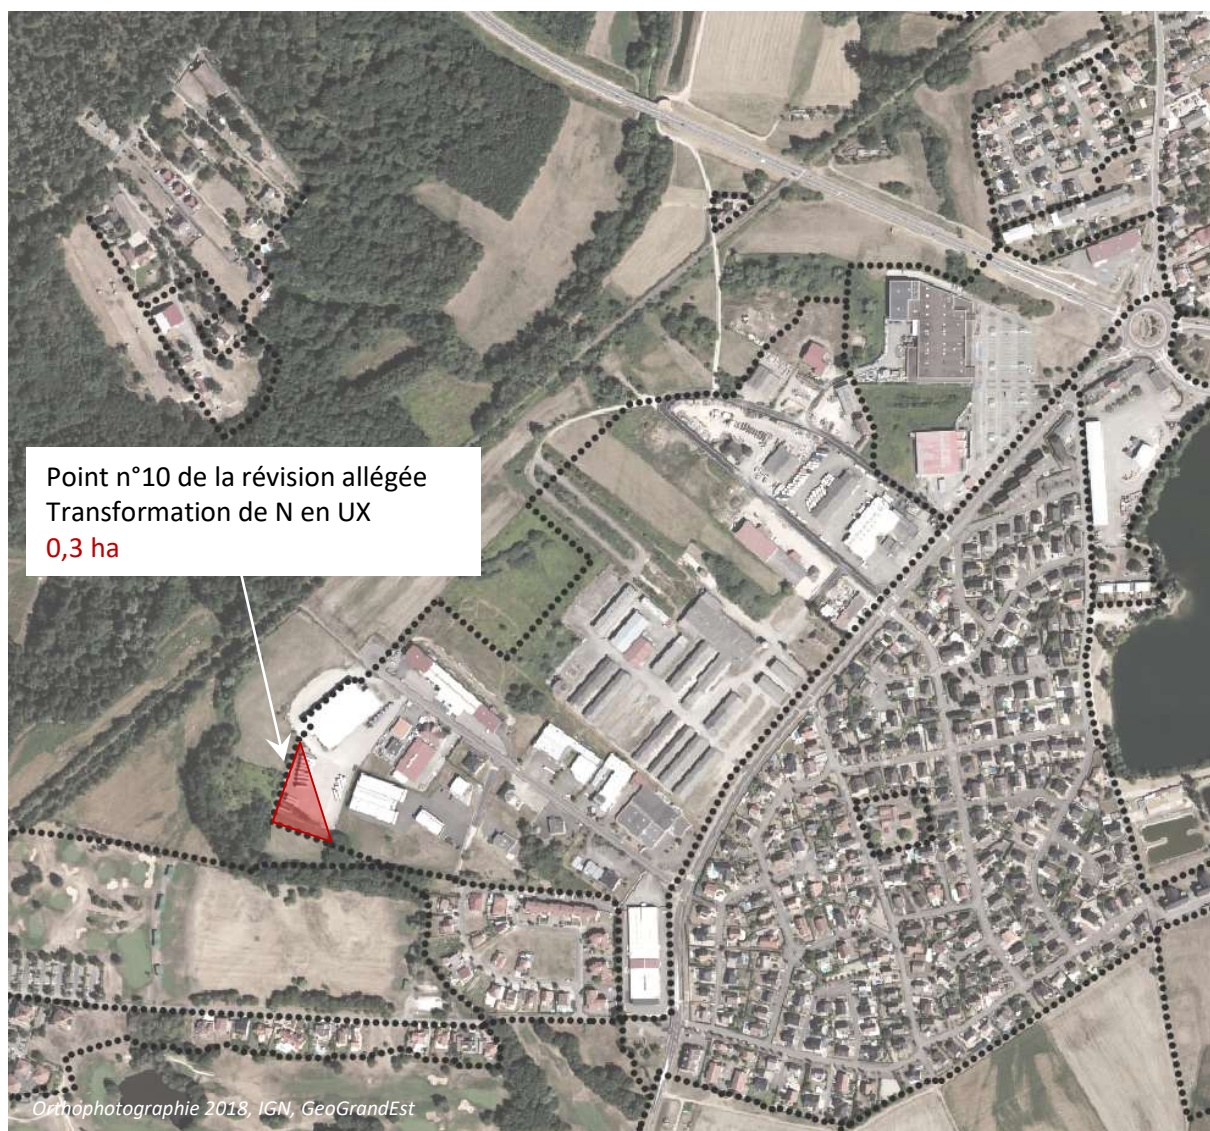 Point n°10 de la révision allégée
Transformation de N en UX
0,3 ha
Orthophotographie 2018, IGN, GeoGrandEst